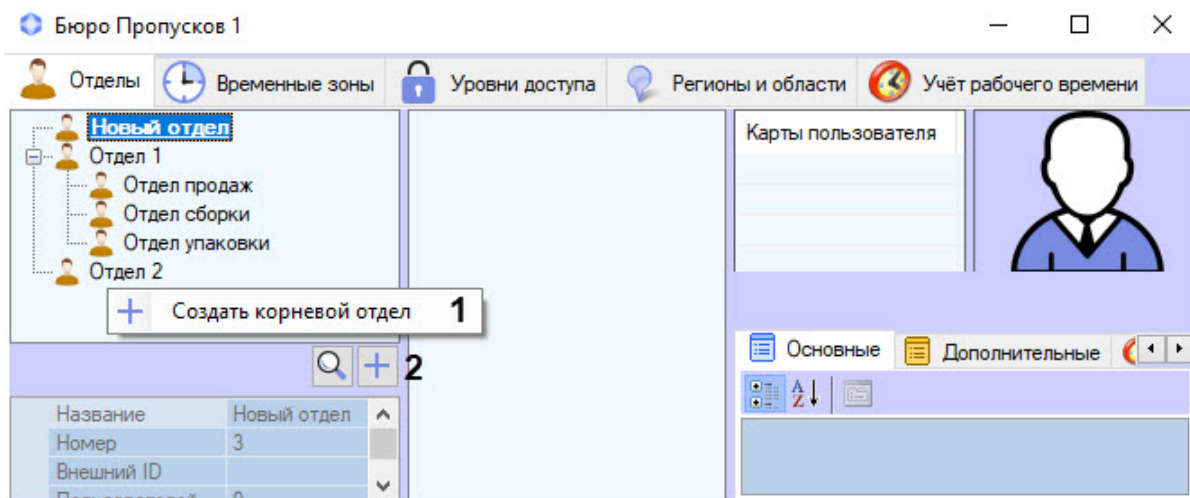 Бюро Пропусков 1
Отделы Временные зоны Уровни доступа Регионы и области Учёт рабочего времени
Новый отдел
Отдел 1
Отдел продаж
Отдел сборки
Отдел упаковки
Отдел 2
Создать корневой отдел 1
2
Название Новый отдел
Номер 3
Внешний ID
Пользователей 0
Карты пользователя
Основные Дополнительные
A
Z